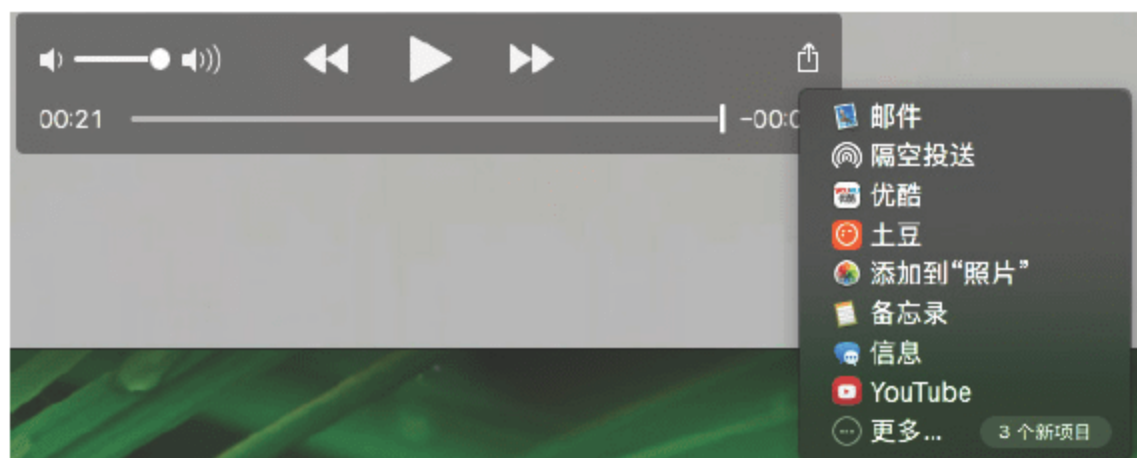 00:21
-00:0
邮件
隔空投送
优酷
土豆
添加到“照片”
备忘录
信息
YouTube
更多...
3 个新项目